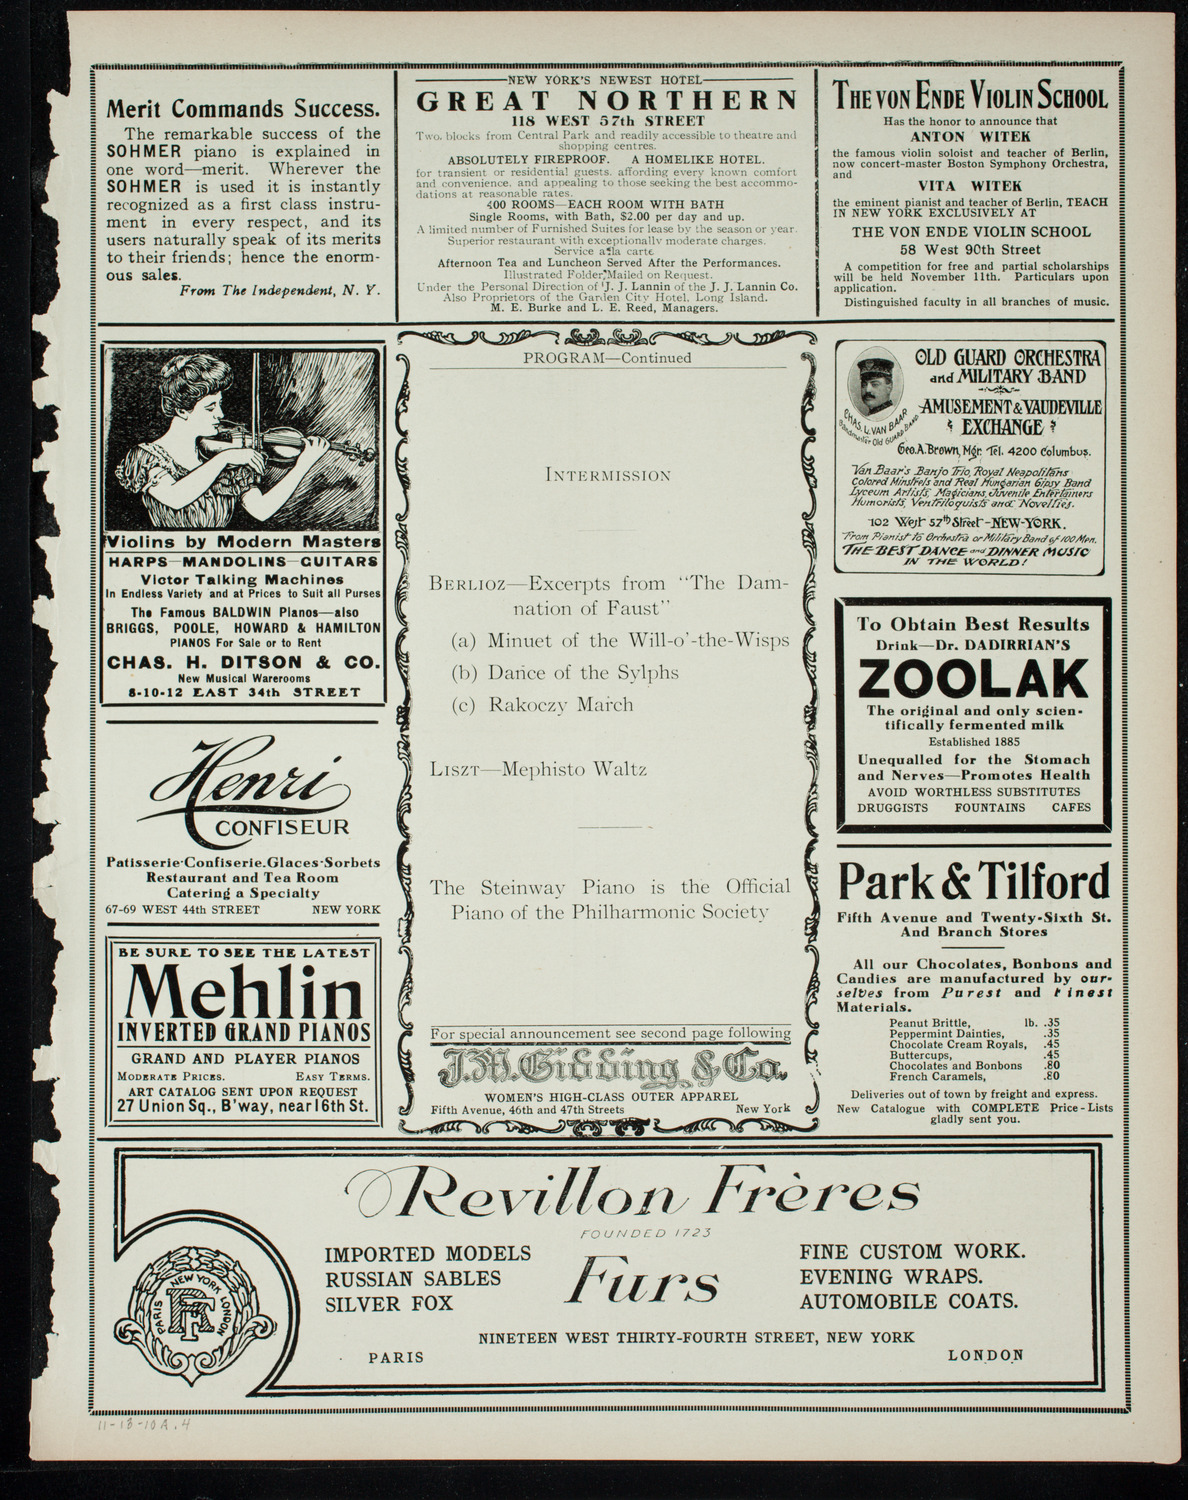 Merit Commands Success.
The remarkable success of the
SOHMER piano is explained in
one word—merit. Wherever the
SOHMER is used it is instantly
recognized as a first class instru-
ment in every respect, and its
users naturally speak of its merits
to their friends; hence the enorm-
ous sales.
From The Independent, N. Y.
NEW YORK'S NEWEST HOTEL
GREAT NORTHERN
118 WEST 57th STREET
Two blocks from Central Park and readily accessible to theatre and
shopping centres.
ABSOLUTELY FIREPROOF. A HOMELIKE HOTEL.
for transient or residential guests, affording every known comfort
and convenience, and appealing to those seeking the best accommo-
dations at reasonable rates.
400 ROOMS—EACH ROOM WITH BATH
Single Rooms, with Bath, $2.00 per day and up.
A limited number of Furnished Suites for lease by the season or year.
Superior restaurant with exceptionally moderate charges.
Service a la carte
Afternoon Tea and Luncheon Served After the Performances.
Illustrated Folder Mailed on Request.
Under the Personal Direction of J. J. Lannin of the J. J. Lannin Co.
Also Proprietors of the Garden City Hotel, Long Island.
M. E. Burke and L. E. Reed, Managers.
THE VON ENDE VIOLIN SCHOOL
Has the honor to announce that
ANTON WITEK
the famous violin soloist and teacher of Berlin,
now concert-master Boston Symphony Orchestra,
and
VITA WITEK
the eminent pianist and teacher of Berlin, TEACH
IN NEW YORK EXCLUSIVELY AT
THE VON ENDE VIOLIN SCHOOL
58 West 90th Street
A competition for free and partial scholarships
will be held November 11th. Particulars upon
application.
Distinguished faculty in all branches of music.
Violins by Modern Masters
HARPS—MANDOLINS—GUITARS
Victor Talking Machines
In Endless Variety and at Prices to Suit all Purses
The Famous BALDWIN Pianos—also
BRIGGS, POOLE, HOWARD & HAMILTON
PIANOS For Sale or to Rent
CHAS. H. DITSON & CO.
New Musical Warerooms
8-10-12 EAST 34th STREET
Henri
CONFISEUR
Patisserie·Confiserie.Glaces·Sorbets
Restaurant and Tea Room
Catering a Specialty
67-69 WEST 44th STREET NEW YORK
BE SURE TO SEE THE LATEST
Mehlin
INVERTED GRAND PIANOS
GRAND AND PLAYER PIANOS
MODERATE PRICES. EASY TERMS.
ART CATALOG SENT UPON REQUEST
27 Union Sq., B'way, near 16th St.
PROGRAM—Continued
INTERMISSION
BERLIOZ—Excerpts from "The Dam-
nation of Faust"
(a) Minuet of the Will-o'-the-Wisps
(b) Dance of the Sylphs
(c) Rakoczy March
LISZT—Mephisto Waltz
The Steinway Piano is the Official
Piano of the Philharmonic Society
For special announcement see second page following
J.M. Gidding & Co.
WOMEN'S HIGH-CLASS OUTER APPAREL
Fifth Avenue, 46th and 47th Streets New York
OLD GUARD ORCHESTRA
and MILITARY BAND
AMUSEMENT & VAUDEVILLE
EXCHANGE
CHAS. L. VAN BAAR
Bandmaster Old GUARD BAND
Geo. A. Brown, Mgr. Tel. 4200 Columbus.
Van Baar's Banjo Trio, Royal Neapolitans
Colored Minstrels and Real Hungarian Gipsy Band
Lyceum Artists, Magicians, Juvenile Entertainers
Humorists, Ventriloquists and Novelties.
102 West 57th Street-NEW-YORK.
From Pianist to Orchestra or Military Band of 100 Men.
THE BEST DANCE and DINNER MUSIC
IN THE WORLD!
To Obtain Best Results
Drink—Dr. DADIRRIAN'S
ZOOLAK
The original and only scien-
tifically fermented milk
Established 1885
Unequalled for the Stomach
and Nerves—Promotes Health
AVOID WORTHLESS SUBSTITUTES
DRUGGISTS FOUNTAINS CAFES
Park & Tilford
Fifth Avenue and Twenty-Sixth St.
And Branch Stores
All our Chocolates, Bonbons and
Candies are manufactured by our-
selves from Purest and Finest
Materials.
Peanut Brittle, lb. .35
Peppermint Dainties, .35
Chocolate Cream Royals, .45
Buttercups, .45
Chocolates and Bonbons .80
French Caramels, .80
Deliveries out of town by freight and express.
New Catalogue with COMPLETE Price-Lists
gladly sent you.
Revillon Frères
FOUNDED 1723
Furs
IMPORTED MODELS
RUSSIAN SABLES
SILVER FOX
FINE CUSTOM WORK.
EVENING WRAPS.
AUTOMOBILE COATS.
NINETEEN WEST THIRTY-FOURTH STREET, NEW YORK
PARIS LONDON
PARIS NEW YORK LONDON
RF
11-13-10A.4